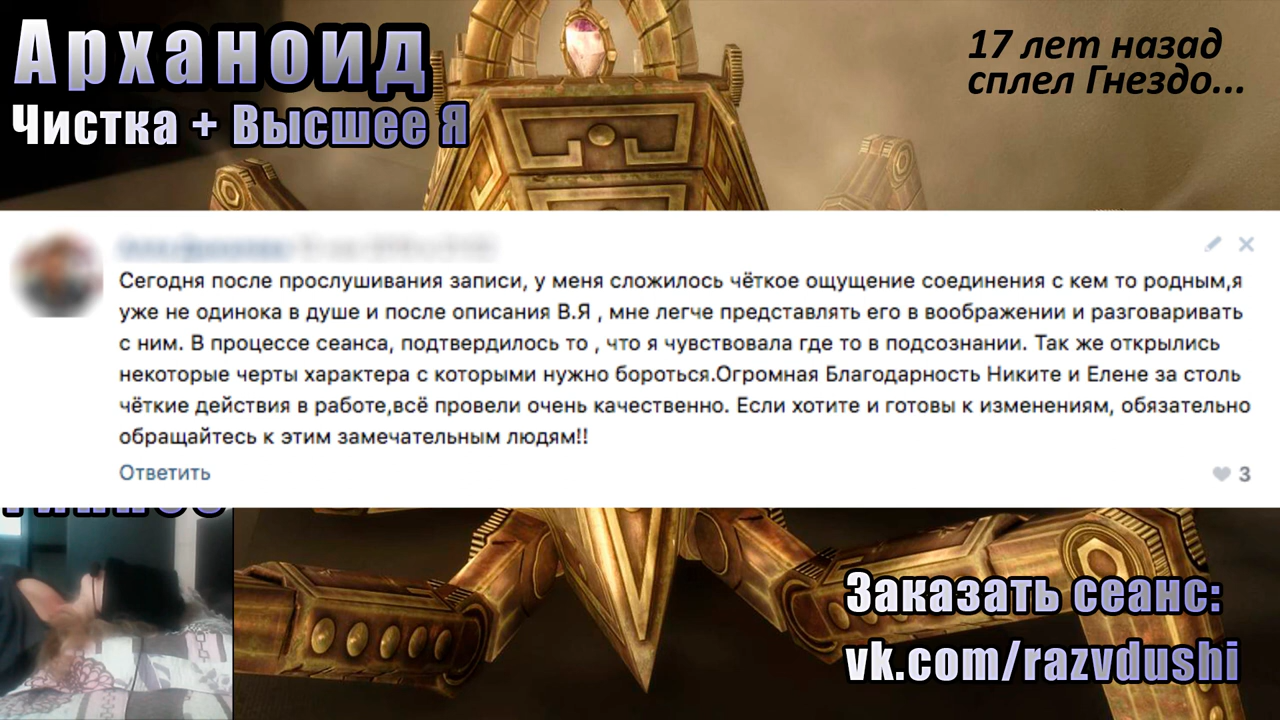 Арханоид
Чистка + Высшее Я
17 лет назад
сплел Гнездо...
Сегодня после прослушивания записи, у меня сложилось чёткое ощущение соединения с кем то родным,я
уже не одинока в душе и после описания В.Я , мне легче представлять его в воображении и разговаривать
с ним. В процессе сеанса, подтвердилось то , что я чувствовала где то в подсознании. Так же открылись
некоторые черты характера с которыми нужно бороться.Огромная Благодарность Никите и Елене за столь
чёткие действия в работе,всё провели очень качественно. Если хотите и готовы к изменениям, обязательно
обращайтесь к этим замечательным людям!!
Ответить
3
Заказать сеанс:
vk.com/razvdushi